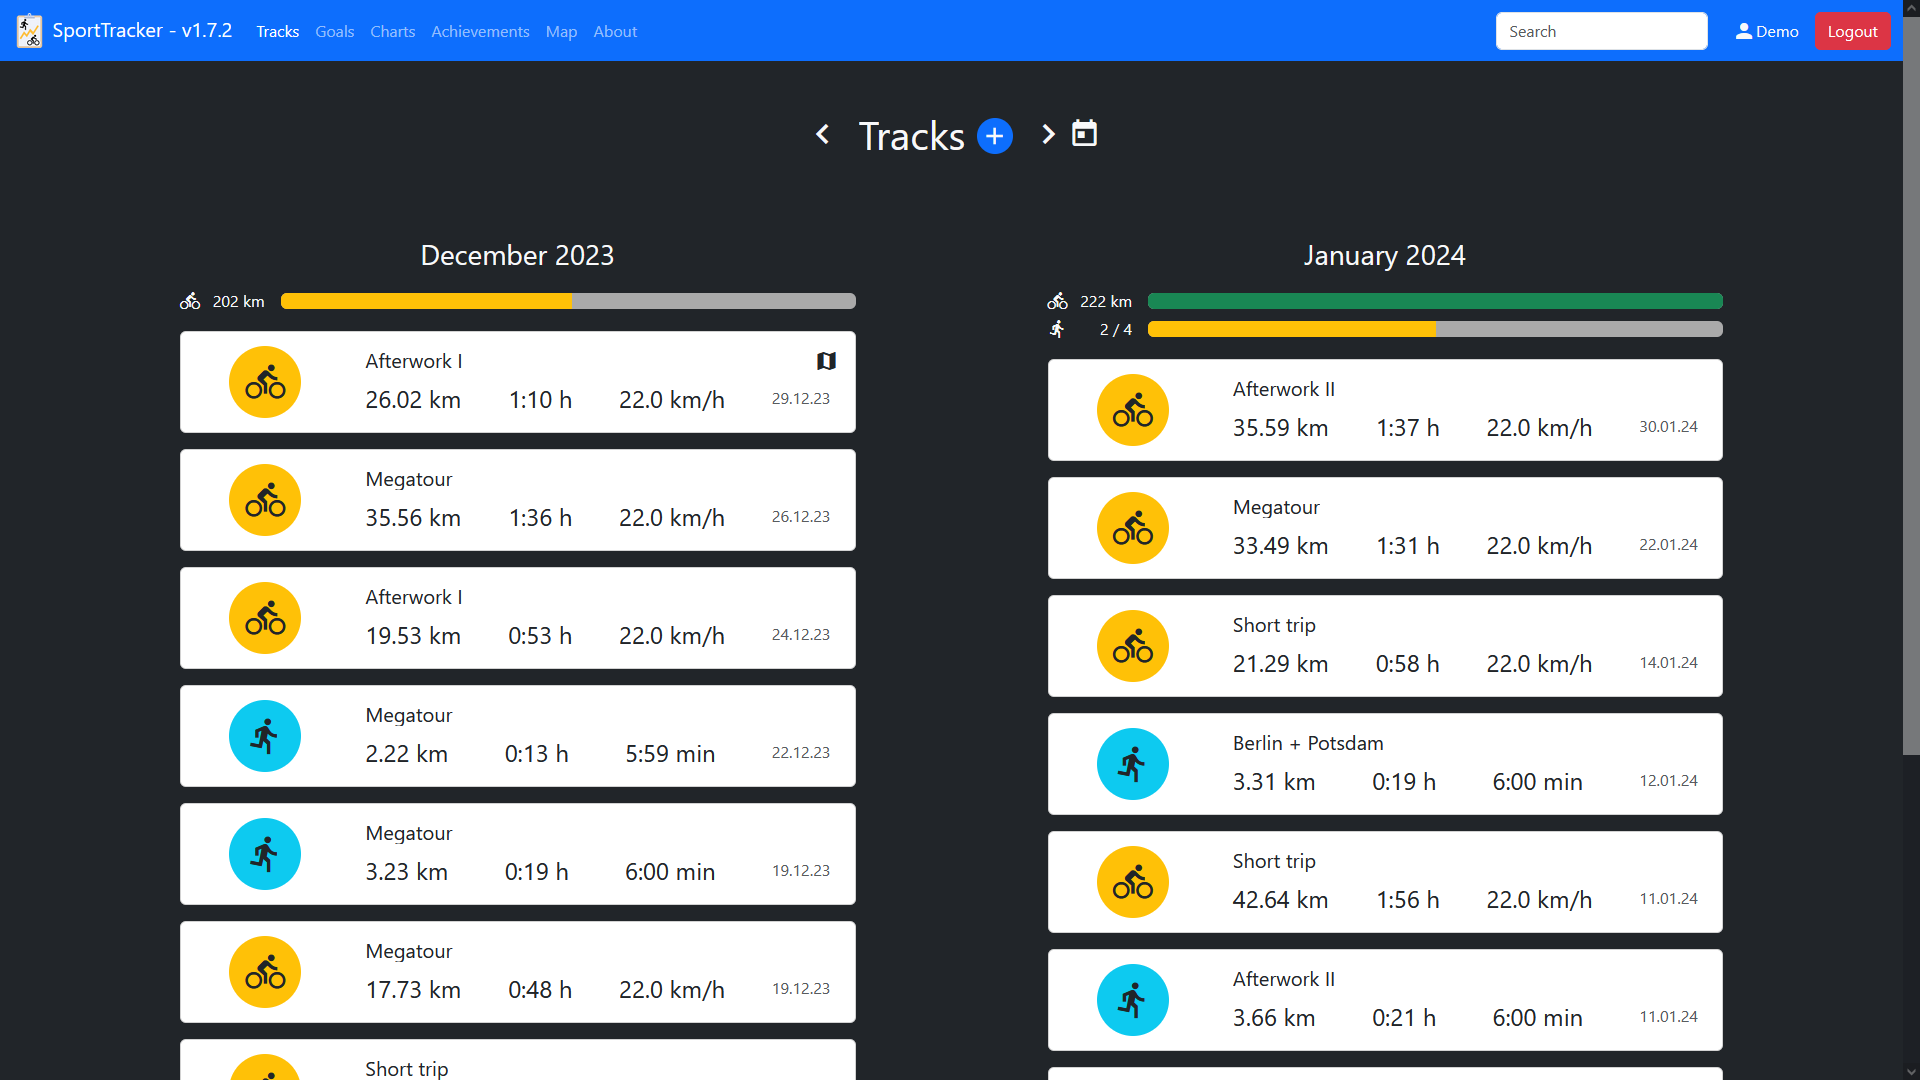 SportTracker - v1.7.2 Tracks Goals Charts Achievements Map About Search Demo Logout
Tracks
December 2023
202 km
Afterwork I
26.02 km 1:10 h 22.0 km/h 29.12.23
Megatour
35.56 km 1:36 h 22.0 km/h 26.12.23
Afterwork I
19.53 km 0:53 h 22.0 km/h 24.12.23
Megatour
2.22 km 0:13 h 5:59 min 22.12.23
Megatour
3.23 km 0:19 h 6:00 min 19.12.23
Megatour
17.73 km 0:48 h 22.0 km/h 19.12.23
Short trip
January 2024
222 km
2 / 4
Afterwork II
35.59 km 1:37 h 22.0 km/h 30.01.24
Megatour
33.49 km 1:31 h 22.0 km/h 22.01.24
Short trip
21.29 km 0:58 h 22.0 km/h 14.01.24
Berlin + Potsdam
3.31 km 0:19 h 6:00 min 12.01.24
Short trip
42.64 km 1:56 h 22.0 km/h 11.01.24
Afterwork II
3.66 km 0:21 h 6:00 min 11.01.24